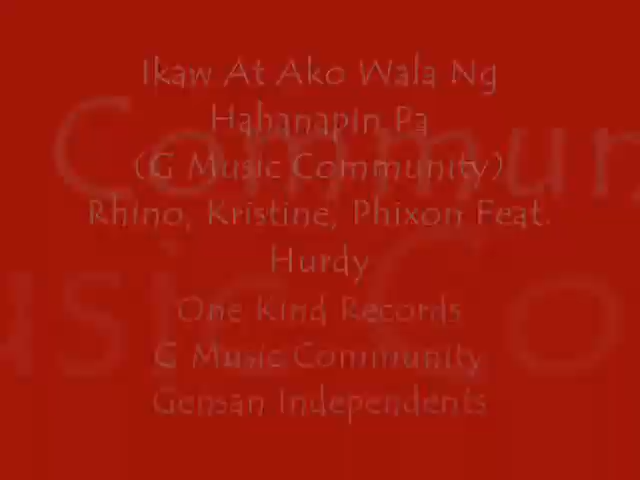 Ikaw At Ako Wala Ng
Hahanapin Pa
(G Music Community)
Rhino, Kristine, Phixon Feat.
Hurdy
One Kind Records
G Music Community
Gensan Independents